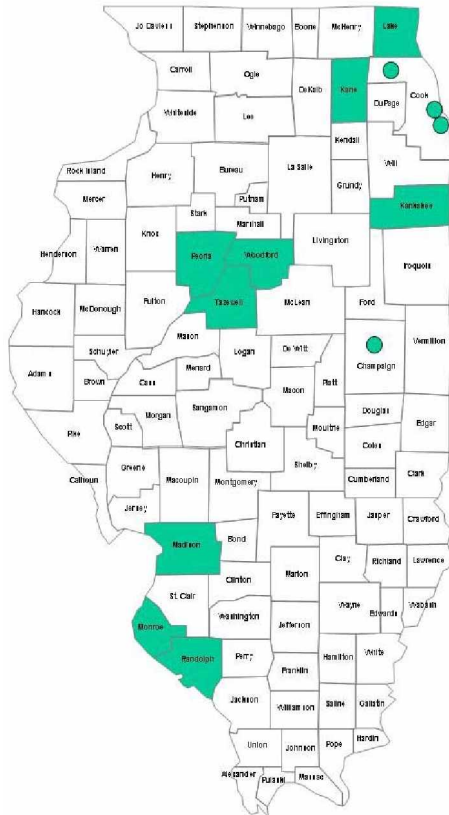 Jo Daviess
Stephenson
Winnebago
Boone
McHenry
Lake
Carroll
Ogle
DeKalb
Kane
Cook
DuPage
Whiteside
Lee
Kendall
Will
Rock Island
Henry
Bureau
La Salle
Grundy
Mercer
Putnam
Kankakee
Stark
Marshall
Knox
Peoria
Woodford
Livingston
Henderson
Warren
Iroquois
Fulton
Tazewell
McLean
Ford
Hancock
McDonough
Mason
Schuyler
Logan
De Witt
Champaign
Vermilion
Adams
Brown
Cass
Menard
Macon
Piatt
Morgan
Sangamon
Douglas
Pike
Scott
Moultrie
Edgar
Christian
Coles
Greene
Shelby
Calhoun
Macoupin
Montgomery
Cumberland
Clark
Jersey
Fayette
Effingham
Jasper
Crawford
Madison
Bond
Clay
Richland
Lawrence
Marion
Clinton
St. Clair
Wayne
Edwards
Wabash
Monroe
Washington
Jefferson
Randolph
Perry
Hamilton
White
Franklin
Jackson
Williamson
Saline
Gallatin
Union
Johnson
Pope
Hardin
Alexander
Pulaski
Massac